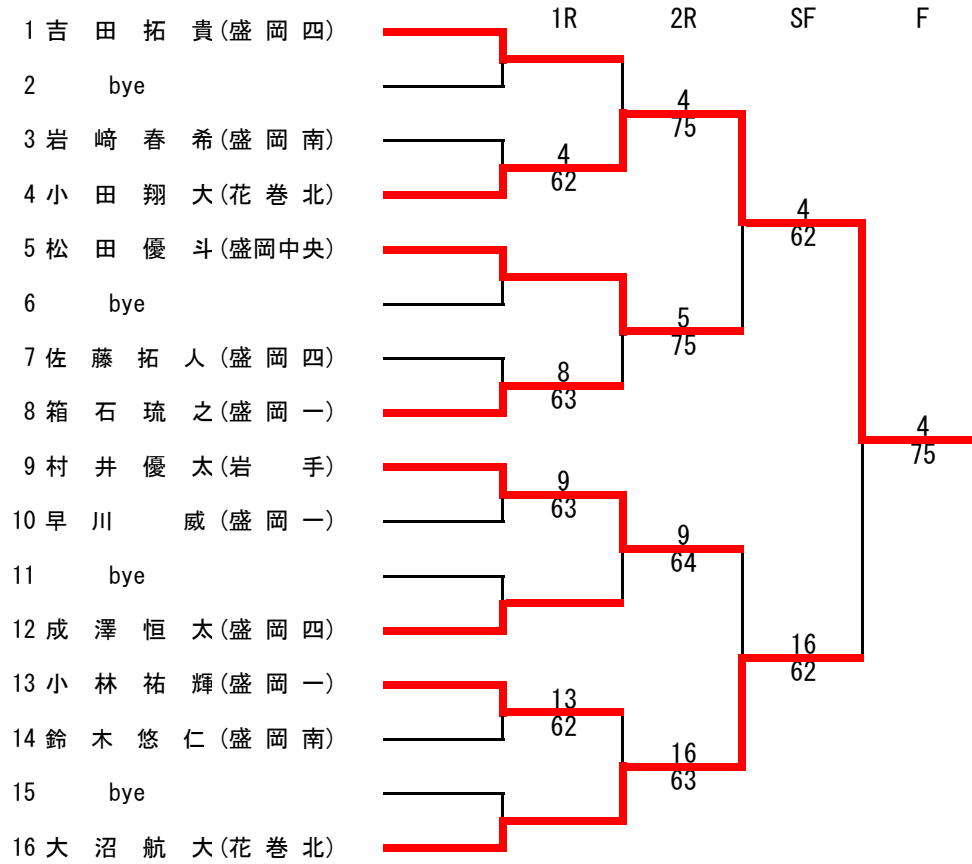 1R 2R SF F
1 吉 田 拓 貴(盛 岡 四)
2 bye
4
75
3 岩 﨑 春 希(盛 岡 南)
4
62
4 小 田 翔 大(花 巻 北)
4
62
5 松 田 優 斗(盛岡中央)
6 bye
5
75
7 佐 藤 拓 人 (盛 岡 四)
8
63
8 箱 石 琉 之(盛 岡 一)
4
75
9 村 井 優 太(岩 手)
9
63
10 早 川 威 (盛 岡 一)
9
64
11 bye
12 成 澤 恒 太(盛 岡 四)
16
62
13 小 林 祐 輝(盛 岡 一)
13
62
14 鈴 木 悠 仁 (盛 岡 南)
16
63
15 bye
16 大 沼 航 大(花 巻 北)